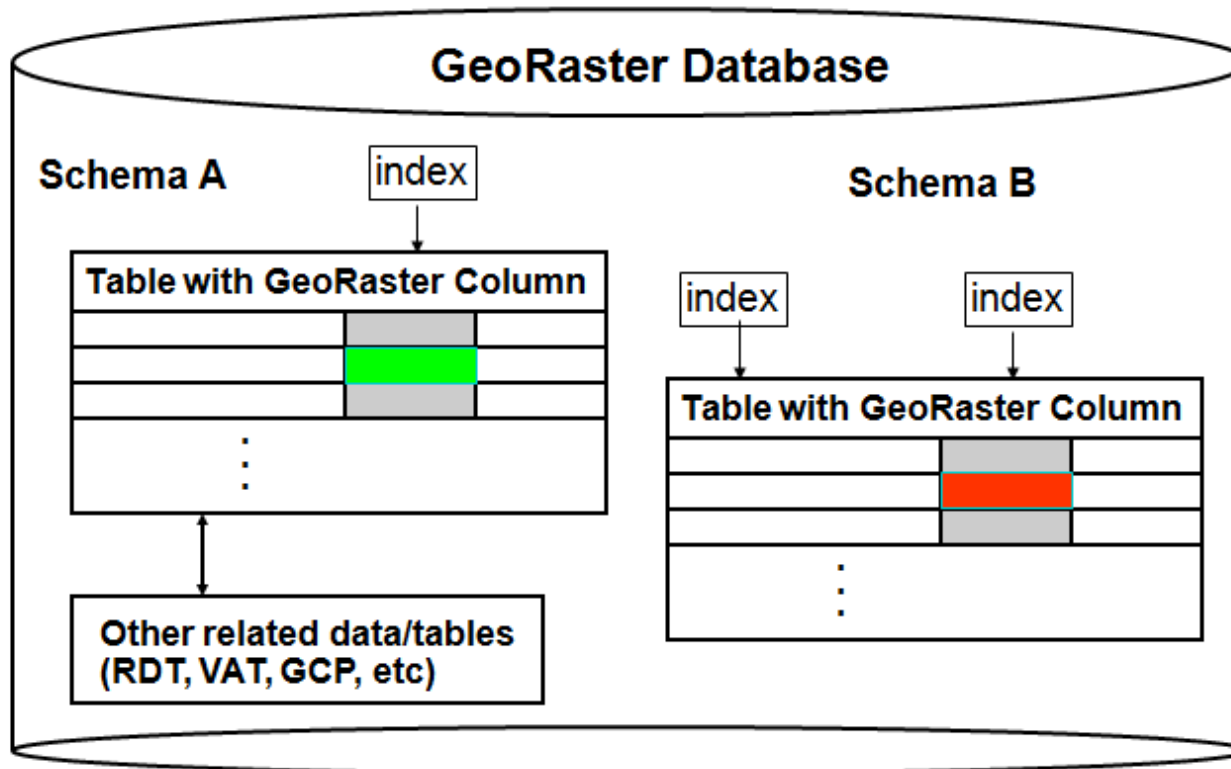 GeoRaster Database
Schema A
index
Table with GeoRaster Column
Other related data/tables
(RDT, VAT, GCP, etc)
Schema B
index
index
Table with GeoRaster Column